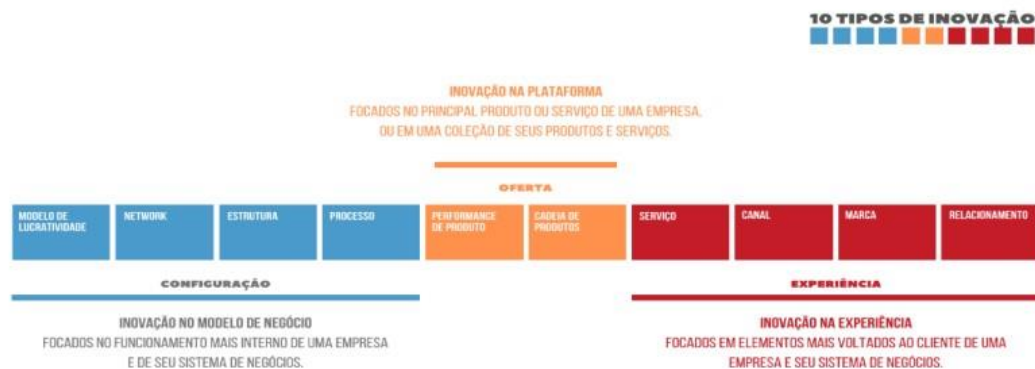 10 TIPOS DE INOVAÇÃO
INOVAÇÃO NA PLATAFORMA
FOCADOS NO PRINCIPAL PRODUTO OU SERVIÇO DE UMA EMPRESA,
OU EM UMA COLEÇÃO DE SEUS PRODUTOS E SERVIÇOS.
OFERTA
MODELO DE
LUCRATIVIDADE
NETWORK
ESTRUTURA
PROCESSO
PERFORMANCE
DE PRODUTO
CADEIA DE
PRODUTOS
SERVIÇO
CANAL
MARCA
RELACIONAMENTO
CONFIGURAÇÃO
INOVAÇÃO NO MODELO DE NEGÓCIO
FOCADOS NO FUNCIONAMENTO MAIS INTERNO DE UMA EMPRESA
E DE SEU SISTEMA DE NEGÓCIOS.
EXPERIÊNCIA
INOVAÇÃO NA EXPERIÊNCIA
FOCADOS EM ELEMENTOS MAIS VOLTADOS AO CLIENTE DE UMA
EMPRESA E SEU SISTEMA DE NEGÓCIOS.